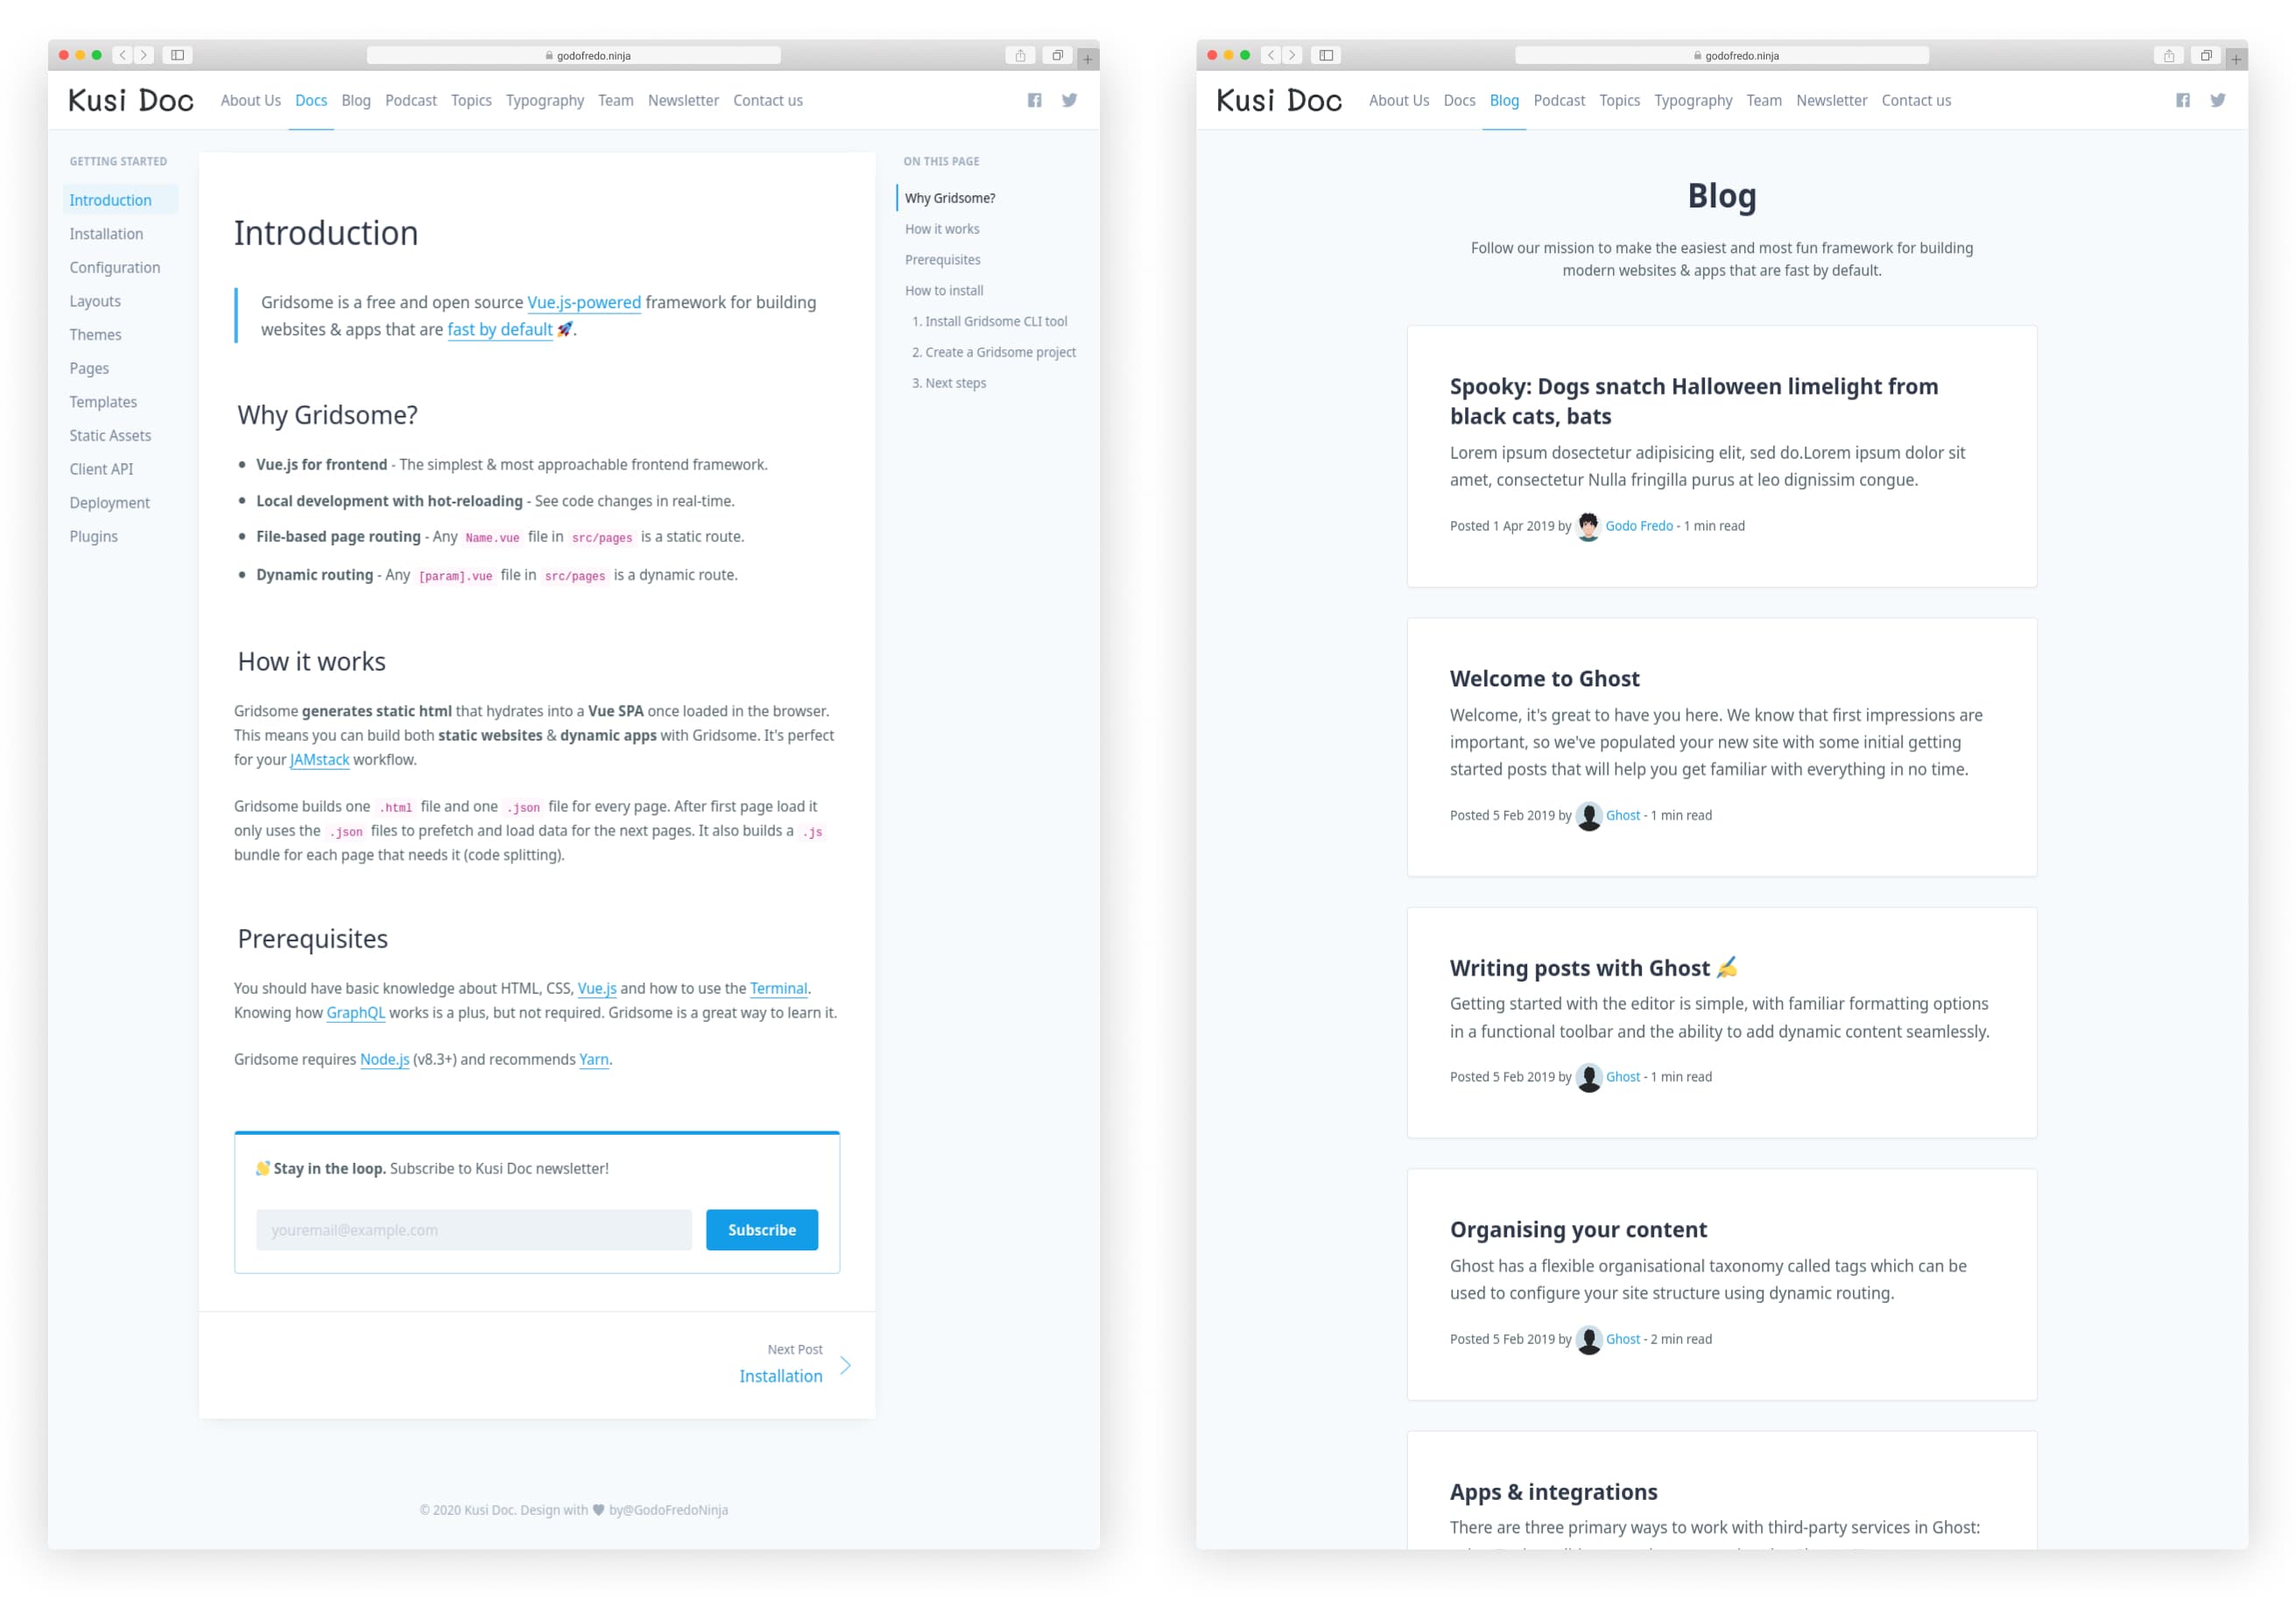 godofredo.ninja
Kusi Doc
About Us Docs Blog Podcast Topics Typography Team Newsletter Contact us
GETTING STARTED
Introduction
Installation
Configuration
Layouts
Themes
Pages
Templates
Static Assets
Client API
Deployment
Plugins
Introduction
Gridsome is a free and open source Vue.js-powered framework for building
websites & apps that are fast by default 🚀.
Why Gridsome?
• Vue.js for frontend - The simplest & most approachable frontend framework.
• Local development with hot-reloading - See code changes in real-time.
• File-based page routing - Any Name.vue file in src/pages is a static route.
• Dynamic routing - Any [param].vue file in src/pages is a dynamic route.
How it works
Gridsome generates static html that hydrates into a Vue SPA once loaded in the browser.
This means you can build both static websites & dynamic apps with Gridsome. It's perfect
for your JAMstack workflow.
Gridsome builds one .html file and one .json file for every page. After first page load it
only uses the .json files to prefetch and load data for the next pages. It also builds a .js
bundle for each page that needs it (code splitting).
Prerequisites
You should have basic knowledge about HTML, CSS, Vue.js and how to use the Terminal.
Knowing how GraphQL works is a plus, but not required. Gridsome is a great way to learn it.
Gridsome requires Node.js (v8.3+) and recommends Yarn.
👋 Stay in the loop. Subscribe to Kusi Doc newsletter!
youremail@example.com
Subscribe
Next Post
Installation
ON THIS PAGE
Why Gridsome?
How it works
Prerequisites
How to install
1. Install Gridsome CLI tool
2. Create a Gridsome project
3. Next steps
© 2020 Kusi Doc. Design with ♥ by@GodoFredoNinja
godofredo.ninja
Kusi Doc
About Us Docs Blog Podcast Topics Typography Team Newsletter Contact us
Blog
Follow our mission to make the easiest and most fun framework for building
modern websites & apps that are fast by default.
Spooky: Dogs snatch Halloween limelight from
black cats, bats
Lorem ipsum dosectetur adipisicing elit, sed do.Lorem ipsum dolor sit
amet, consectetur Nulla fringilla purus at leo dignissim congue.
Posted 1 Apr 2019 by Godo Fredo - 1 min read
Welcome to Ghost
Welcome, it's great to have you here. We know that first impressions are
important, so we've populated your new site with some initial getting
started posts that will help you get familiar with everything in no time.
Posted 5 Feb 2019 by Ghost - 1 min read
Writing posts with Ghost ✍️
Getting started with the editor is simple, with familiar formatting options
in a functional toolbar and the ability to add dynamic content seamlessly.
Posted 5 Feb 2019 by Ghost - 1 min read
Organising your content
Ghost has a flexible organisational taxonomy called tags which can be
used to configure your site structure using dynamic routing.
Posted 5 Feb 2019 by Ghost - 2 min read
Apps & integrations
There are three primary ways to work with third-party services in Ghost: